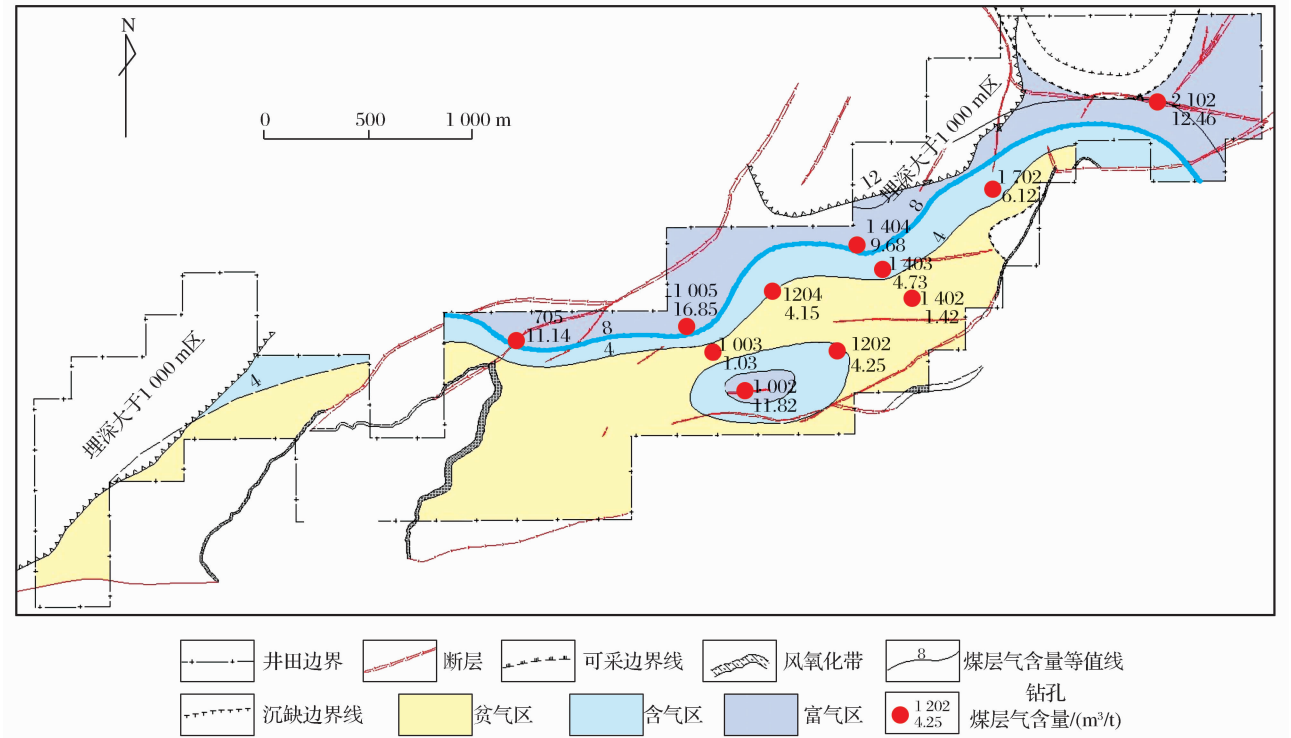 N
0 500 1 000 m
2 102
12.46
埋深大于1 000 m区
12
1 702
6.12
8
1 404
9.68
4
1 403
4.73
1 005
16.85
1204
4.15
1 402
1.42
705
11.14
8
4
1 003
1.03
1202
4.25
1 002
11.82
埋深大于1 000 m区
4
井田边界
断层
可采边界线
风氧化带
8
煤层气含量等值线
沉缺边界线
贫气区
含气区
富气区
1 202
4.25
钻孔
煤层气含量/(m³/t)